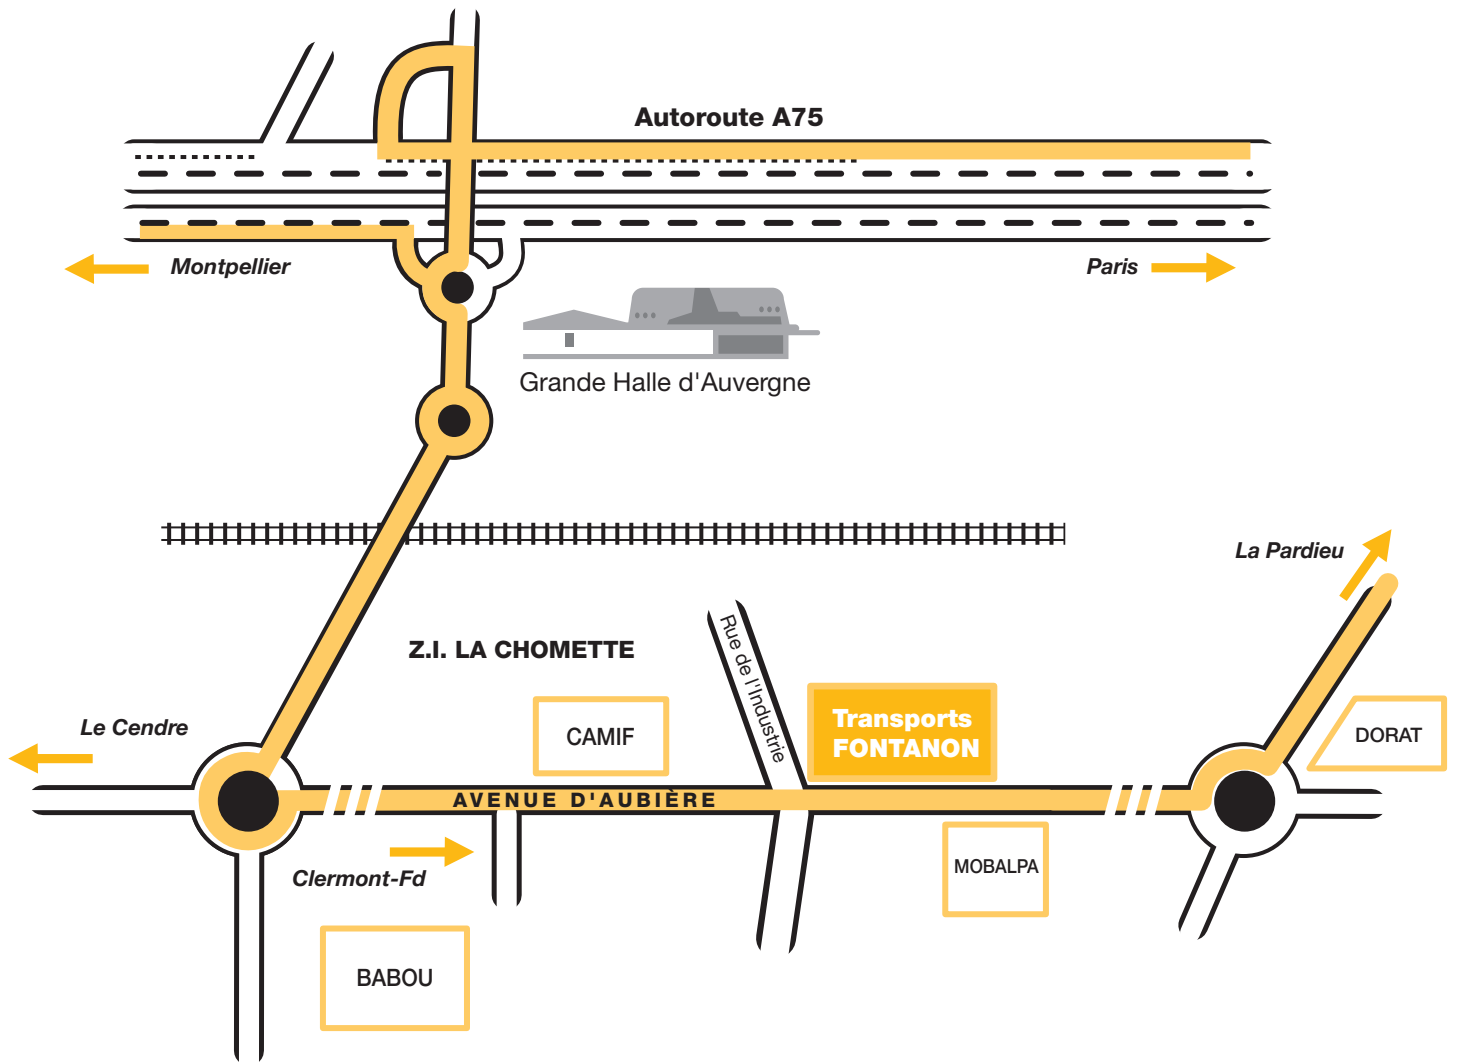 Autoroute A75
Montpellier
Paris
Grande Halle d'Auvergne
La Pardieu
Z.I. LA CHOMETTE
Rue de l'Industrie
Transports
FONTANON
Le Cendre
CAMIF
DORAT
AVENUE D'AUBIÈRE
Clermont-Fd
MOBALPA
BABOU